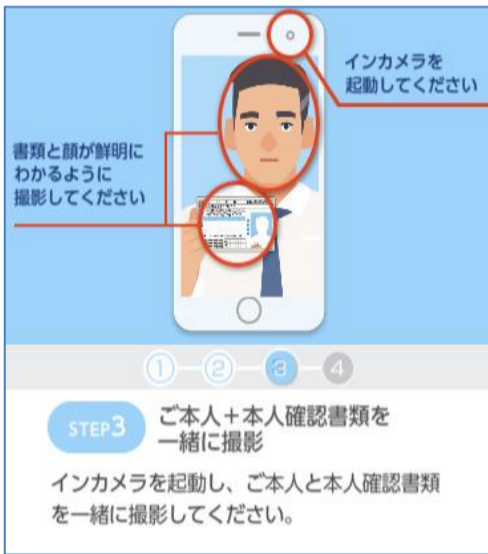 インカメラを
起動してください
書類と顔が鮮明に
わかるように
撮影してください
1 2 3 4
STEP3
ご本人+本人確認書類を
一緒に撮影
インカメラを起動し、ご本人と本人確認書類
を一緒に撮影してください。